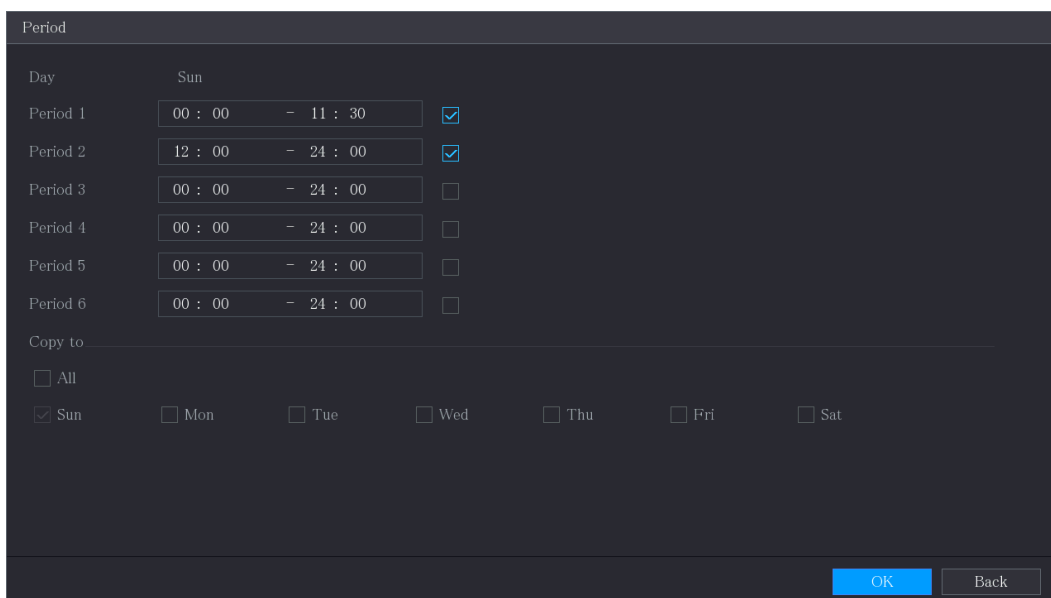 Period
Day Sun
Period 1 00 : 00 - 11 : 30
Period 2 12 : 00 - 24 : 00
Period 3 00 : 00 - 24 : 00
Period 4 00 : 00 - 24 : 00
Period 5 00 : 00 - 24 : 00
Period 6 00 : 00 - 24 : 00
Copy to
All
Sun Mon Tue Wed Thu Fri Sat
OK Back